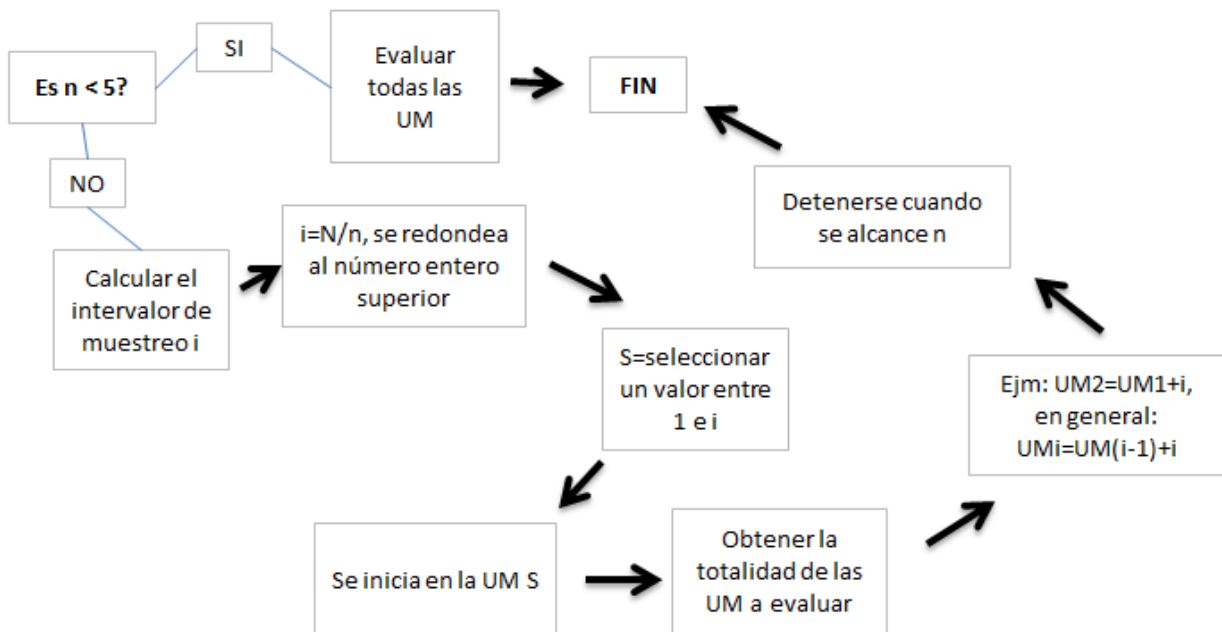 Es n < 5?
SI
Evaluar
todas las
UM
FIN
NO
Calcular el
intervalor de
muestreo i
i=N/n, se redondea
al número entero
superior
S=seleccionar
un valor entre
1 e i
Se inicia en la UM S
Obtener la
totalidad de las
UM a evaluar
Ejm: UM2=UM1+i,
en general:
UMi=UM(i-1)+i
Detenerse cuando
se alcance n